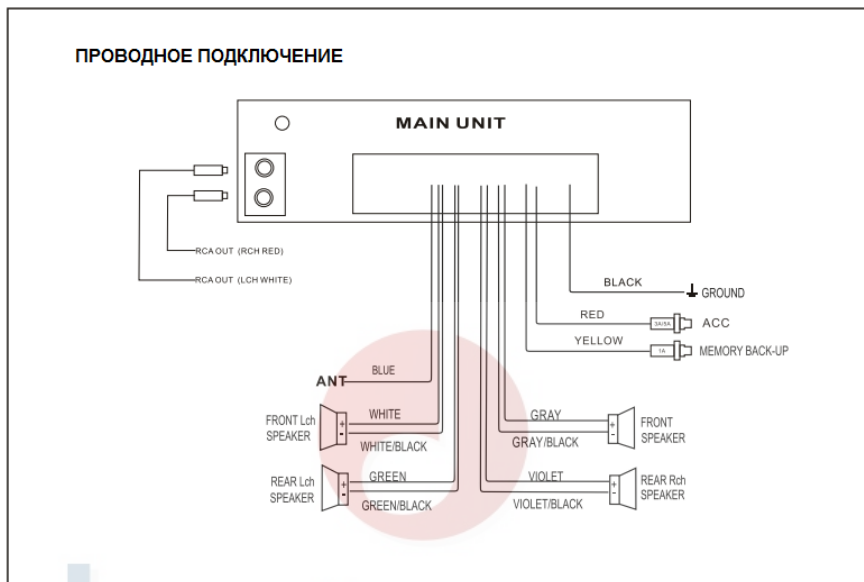 ПРОВОДНОЕ ПОДКЛЮЧЕНИЕ
MAIN UNIT
RCA OUT (RCH RED)
RCA OUT (LCH WHITE)
BLACK
GROUND
RED
3A/5A
ACC
YELLOW
1A
MEMORY BACK-UP
BLUE
ANT
WHITE
FRONT Lch
SPEAKER
+
-
WHITE/BLACK
GRAY
GRAY/BLACK
+
-
FRONT
SPEAKER
GREEN
REAR Lch
SPEAKER
+
-
GREEN/BLACK
VIOLET
VIOLET/BLACK
+
-
REAR Rch
SPEAKER